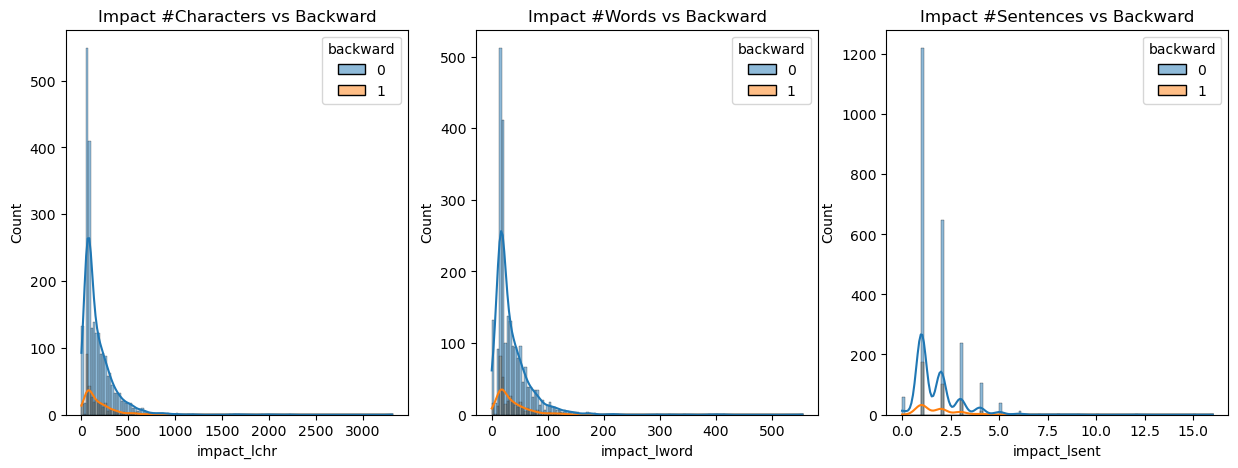 Impact #Characters vs Backward
Count
500
400
300
200
100
0
0 500 1000 1500 2000 2500 3000
impact_lchr
backward
0
1
Impact #Words vs Backward
Count
500
400
300
200
100
0
0 100 200 300 400 500
impact_lword
backward
0
1
Impact #Sentences vs Backward
Count
1200
1000
800
600
400
200
0
0.0 2.5 5.0 7.5 10.0 12.5 15.0
impact_lsent
backward
0
1